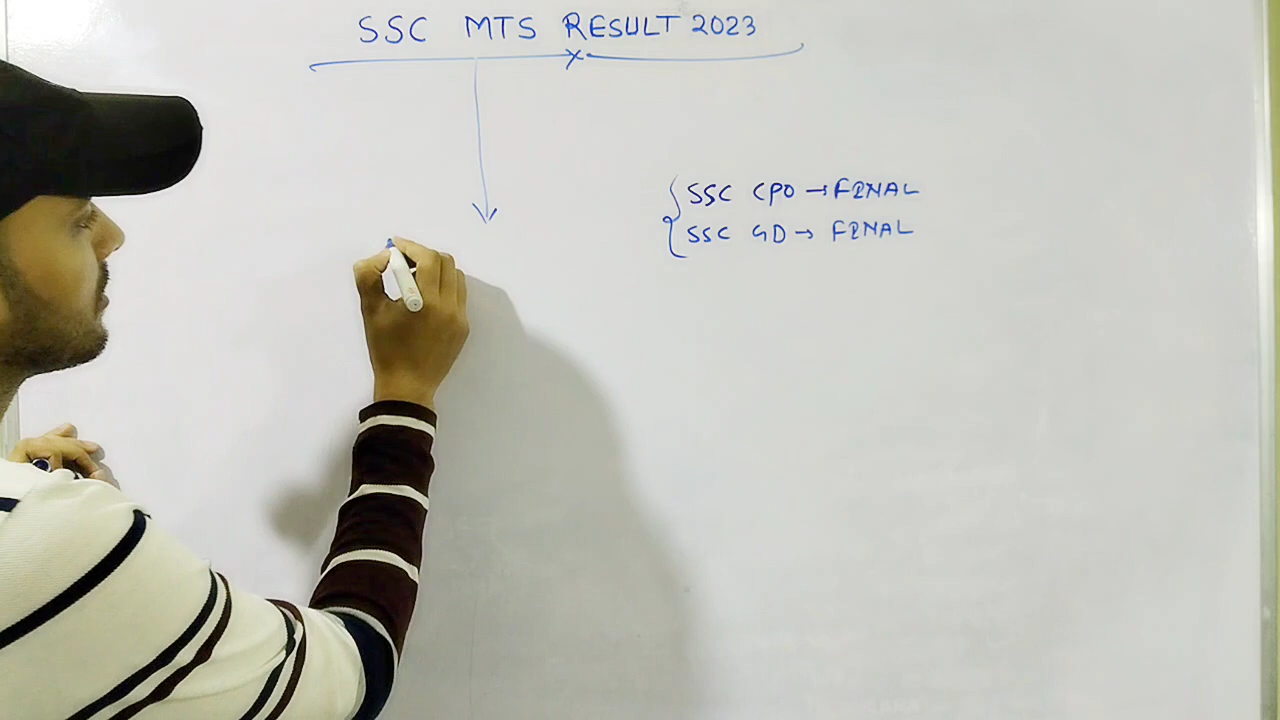 SSC MTS RESULT 2023
SSC CPO → FINAL
SSC GD → FINAL